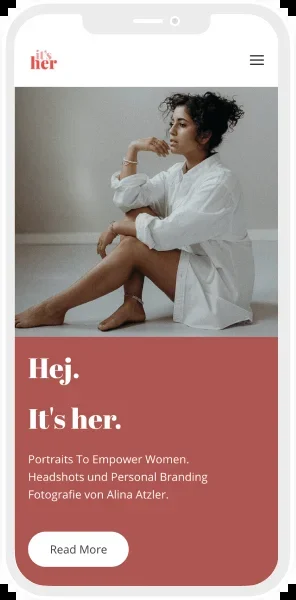 it's
her
Hej.
It's her.
Portraits To Empower Women.
Headshots und Personal Branding
Fotografie von Alina Atzler.
Read More